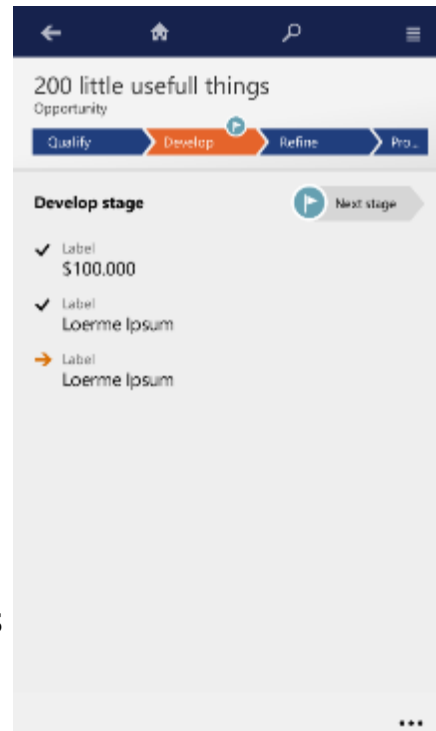 200 little usefull things
Opportunity
Qualify Develop Refine Pro...
Develop stage Next stage
Label
$100.000
Label
Loerme Ipsum
Label
Loerme Ipsum
s
...